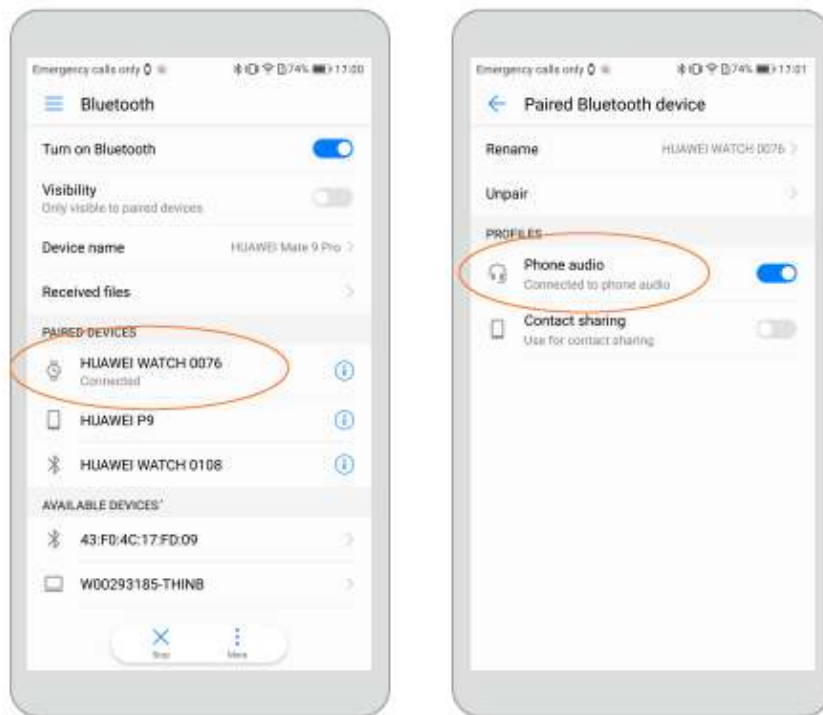 Emergency calls only
74% 17:00
Bluetooth
Turn on Bluetooth
Visibility
Only visible to paired devices
Device name HUAWEI Mate 9 Pro
Received files
PAIRED DEVICES
HUAWEI WATCH 0076
Connected
HUAWEI P9
HUAWEI WATCH 0108
AVAILABLE DEVICES
43:F0:4C:17:FD:09
W00293185-THINB
Stop More
Emergency calls only
74% 17:01
Paired Bluetooth device
Rename HUAWEI WATCH 0076
Unpair
PROFILES
Phone audio
Connected to phone audio
Contact sharing
Use for contact sharing